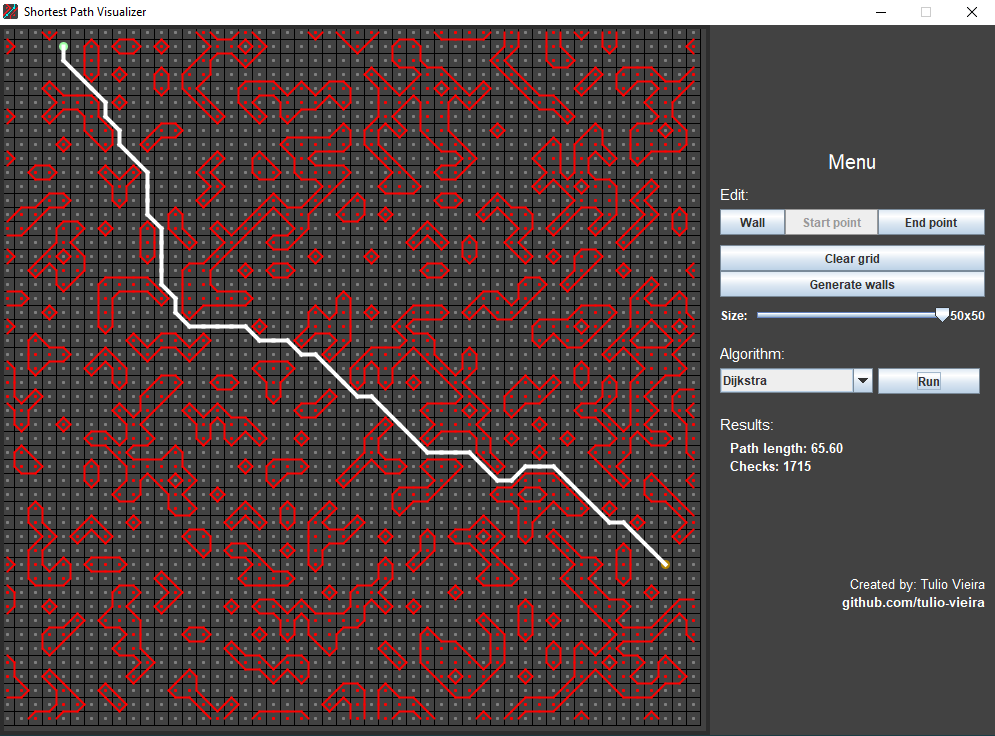 Shortest Path Visualizer
Menu
Edit:
Wall Start point End point
Clear grid
Generate walls
Size: 50x50
Algorithm:
Dijkstra Run
Results:
Path length: 65.60
Checks: 1715
Created by: Tulio Vieira
github.com/tulio-vieira